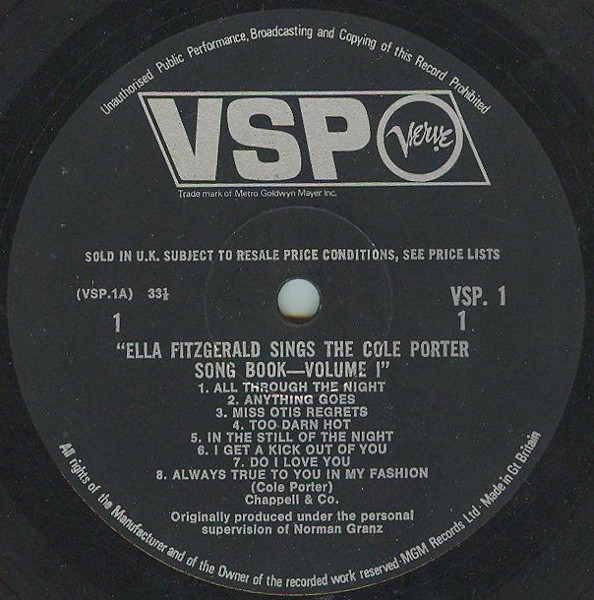 Unauthorised Public Performance, Broadcasting and Copying of this Record Prohibited
VSP Verve
Trade mark of Metro Goldwyn Mayer Inc.
SOLD IN U.K. SUBJECT TO RESALE PRICE CONDITIONS, SEE PRICE LISTS
(VSP.1A) 33⅓ VSP. 1
1 1
"ELLA FITZGERALD SINGS THE COLE PORTER
SONG BOOK—VOLUME I"
1. ALL THROUGH THE NIGHT
2. ANYTHING GOES
3. MISS OTIS REGRETS
4. TOO DARN HOT
5. IN THE STILL OF THE NIGHT
6. I GET A KICK OUT OF YOU
7. DO I LOVE YOU
8. ALWAYS TRUE TO YOU IN MY FASHION
(Cole Porter)
Chappell & Co.
Originally produced under the personal
supervision of Norman Granz
All rights of the Manufacturer and of the Owner of the recorded work reserved·MGM Records Ltd·Made in Gt Britain